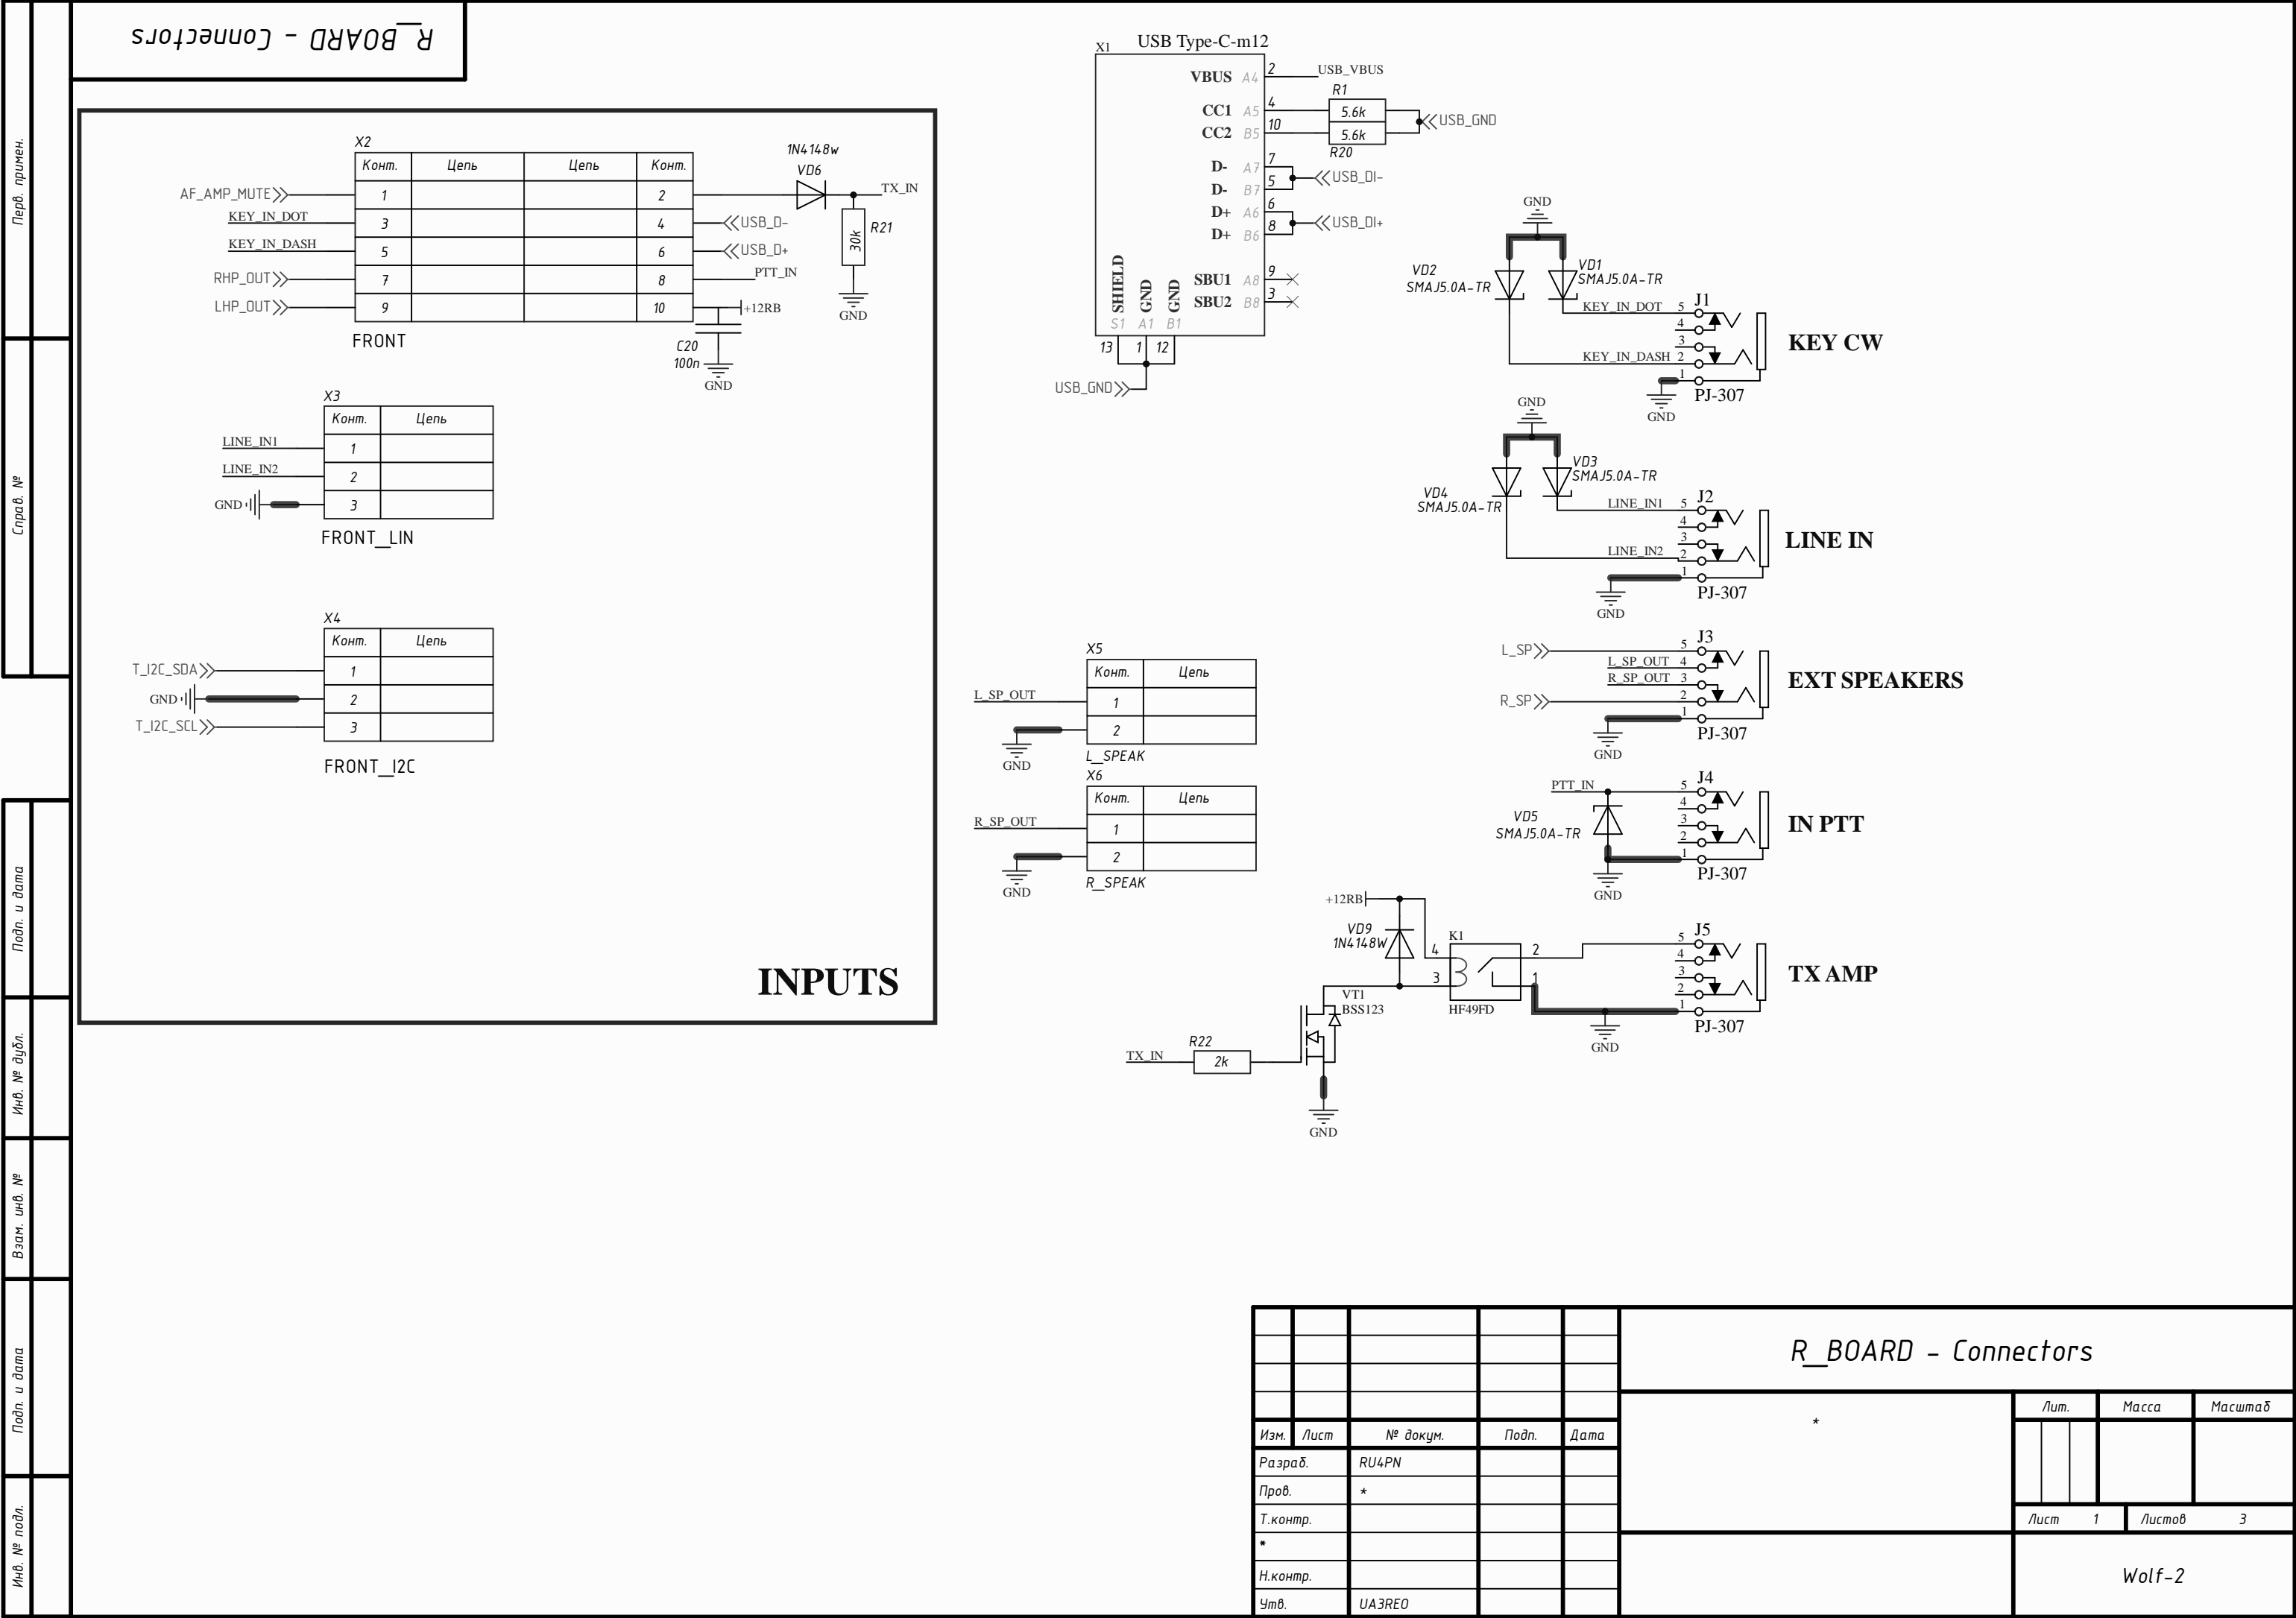 R_BOARD - Connectors
Перв. примен.
Справ. №
Подп. и дата
Инв. № дубл.
Взам. инв. №
Подп. и дата
Инв. № подл.
X2
Конт. Цепь Цепь Конт.
AF_AMP_MUTE 1 2
KEY_IN_DOT 3 4 USB_D-
KEY_IN_DASH 5 6 USB_D+
RHP_OUT 7 8 PTT_IN
LHP_OUT 9 10 +12RB
FRONT
1N4148w
VD6
TX_IN
R21
30k
GND
C20
100n
GND
X3
Конт. Цепь
LINE_IN1 1
LINE_IN2 2
GND 3
FRONT_LIN
X4
Конт. Цепь
T_I2C_SDA 1
GND 2
T_I2C_SCL 3
FRONT_I2C
INPUTS
X1 USB Type-C-m12
VBUS A4 2 USB_VBUS
R1
CC1 A5 4 5.6k
USB_GND
CC2 B5 10 5.6k
R20
D- A7 7
USB_DI-
D- B7 5
D+ A6 6
USB_DI+
D+ B6 8
SBU1 A8 9
SBU2 B8 3
SHIELD GND GND
S1 A1 B1
13 1 12
USB_GND
X5
Конт. Цепь
L_SP_OUT 1
2
GND
L_SPEAK
X6
Конт. Цепь
R_SP_OUT 1
2
GND
R_SPEAK
GND
VD2
SMAJ5.0A-TR
VD1
SMAJ5.0A-TR
J1
KEY_IN_DOT 5
4
3
KEY_IN_DASH 2
1
GND
PJ-307
KEY CW
GND
VD4
SMAJ5.0A-TR
VD3
SMAJ5.0A-TR
J2
LINE_IN1 5
4
3
LINE_IN2 2
1
GND
PJ-307
LINE IN
J3
L_SP 5
L_SP_OUT 4
R_SP_OUT 3
R_SP 2
1
GND
PJ-307
EXT SPEAKERS
J4
PTT_IN 5
4
3
2
1
VD5
SMAJ5.0A-TR
GND
PJ-307
IN PTT
+12RB
VD9
1N4148W
K1
4 2
3 1
HF49FD
VT1
BSS123
TX_IN
R22
2k
GND
J5
5
4
3
2
1
GND
PJ-307
TX AMP
R_BOARD - Connectors
*
Лит. Масса Масштаб
Изм. Лист № докум. Подп. Дата
Разраб. RU4PN
Пров. *
Т.контр.
*
Н.контр.
Утв. UA3REO
Лист 1 Листов 3
Wolf-2